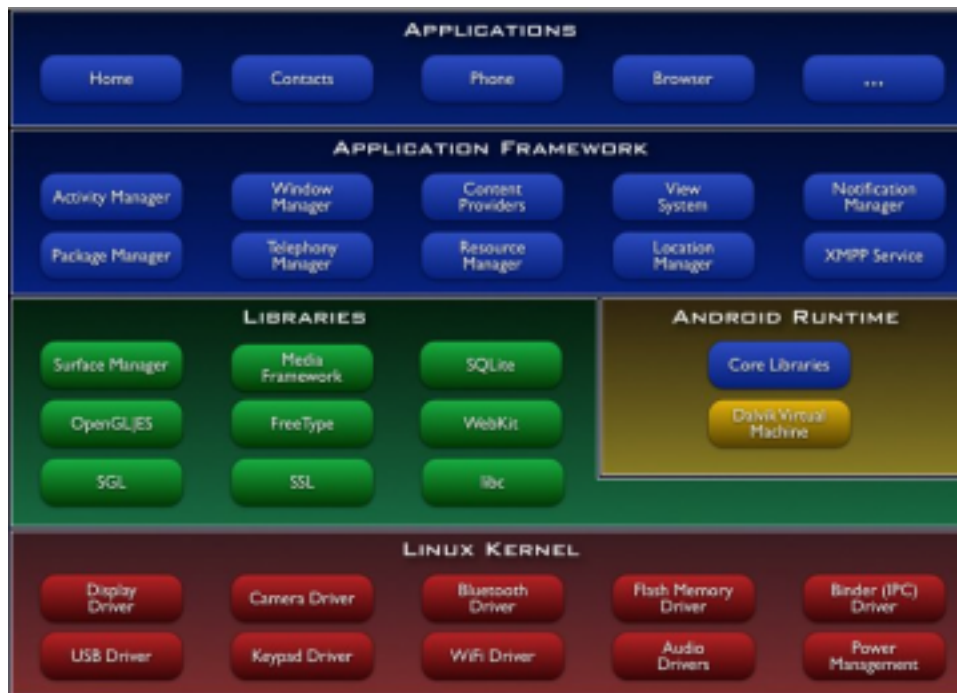 APPLICATIONS
Home
Contacts
Phone
Browser
...
APPLICATION FRAMEWORK
Activity Manager
Window
Manager
Content
Providers
View
System
Notification
Manager
Package Manager
Telephony
Manager
Resource
Manager
Location
Manager
XMPP Service
LIBRARIES
Surface Manager
Media
Framework
SQLite
OpenGL|ES
FreeType
WebKit
SGL
SSL
libc
ANDROID RUNTIME
Core Libraries
Dalvik Virtual
Machine
LINUX KERNEL
Display
Driver
Camera Driver
Bluetooth
Driver
Flash Memory
Driver
Binder (IPC)
Driver
USB Driver
Keypad Driver
WiFi Driver
Audio
Drivers
Power
Management